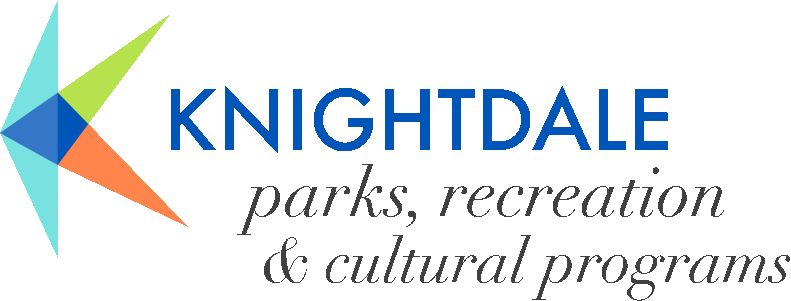 KNIGHTDALE
parks, recreation
& cultural programs